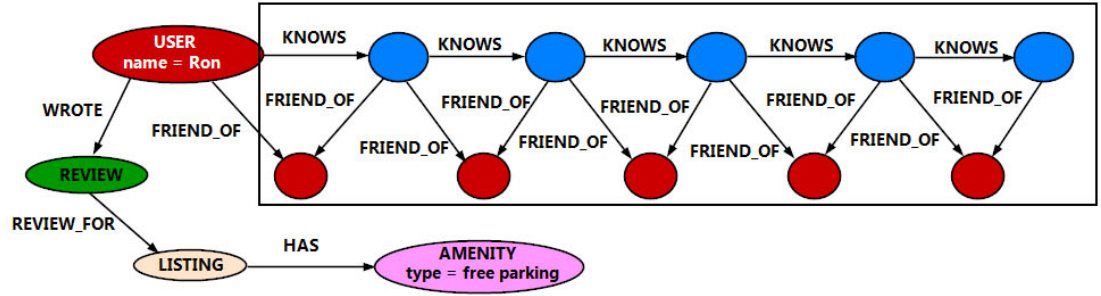 USER
name = Ron
KNOWS
KNOWS
KNOWS
KNOWS
KNOWS
WROTE
FRIEND_OF
FRIEND_OF
FRIEND_OF
FRIEND_OF
FRIEND_OF
FRIEND_OF
FRIEND_OF
FRIEND_OF
FRIEND_OF
FRIEND_OF
REVIEW
REVIEW_FOR
LISTING
HAS
AMENITY
type = free parking